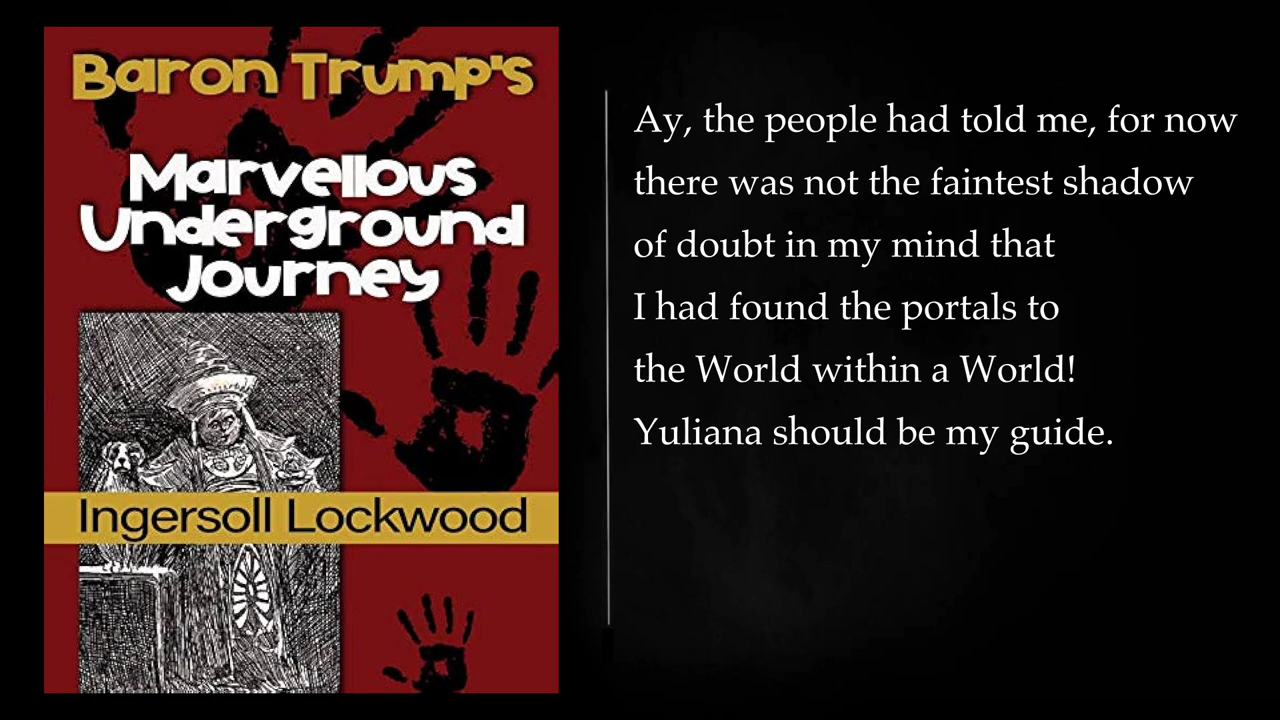 Baron Trump's
Marvellous
Underground
Journey
Ingersoll Lockwood
Ay, the people had told me, for now
there was not the faintest shadow
of doubt in my mind that
I had found the portals to
the World within a World!
Yuliana should be my guide.